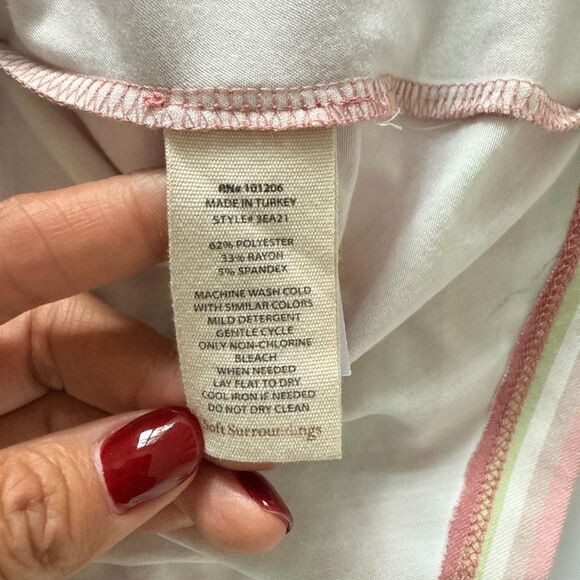 RN# 101206
MADE IN TURKEY
STYLE# 3EA21
62% POLYESTER
33% RAYON
5% SPANDEX
MACHINE WASH COLD
WITH SIMILAR COLORS
MILD DETERGENT
GENTLE CYCLE
ONLY NON-CHLORINE
BLEACH
WHEN NEEDED
LAY FLAT TO DRY
COOL IRON IF NEEDED
DO NOT DRY CLEAN
Soft Surroundings